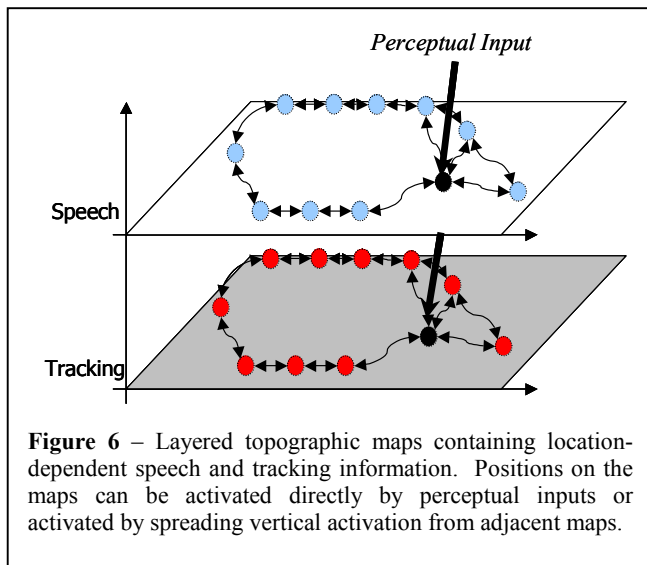 Perceptual Input
Speech
Tracking
Figure 6 – Layered topographic maps containing location-
dependent speech and tracking information. Positions on the
maps can be activated directly by perceptual inputs or
activated by spreading vertical activation from adjacent maps.